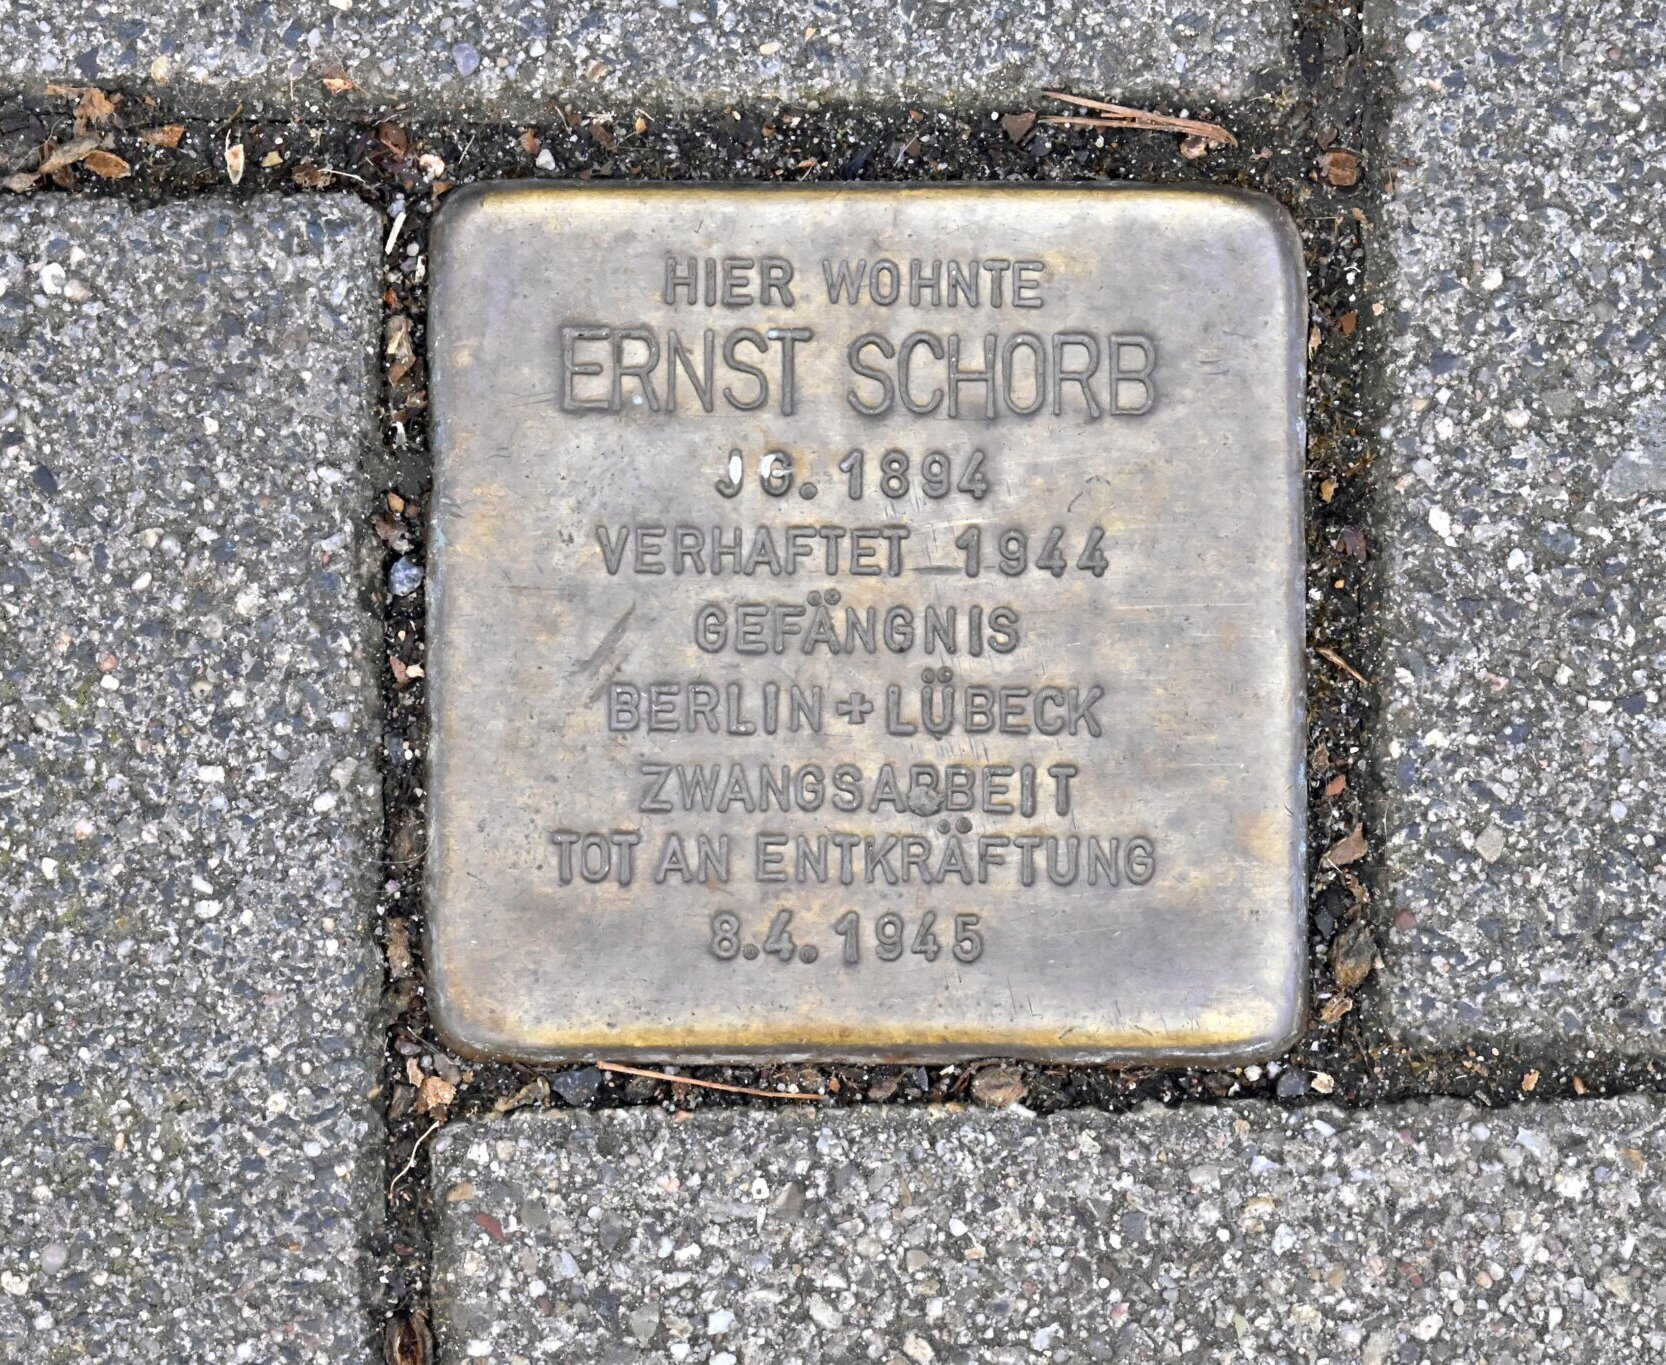 HIER WOHNTE
ERNST SCHORB
JG. 1894
VERHAFTET 1944
GEFÄNGNIS
BERLIN + LÜBECK
ZWANGSARBEIT
TOT AN ENTKRÄFTUNG
8.4.1945